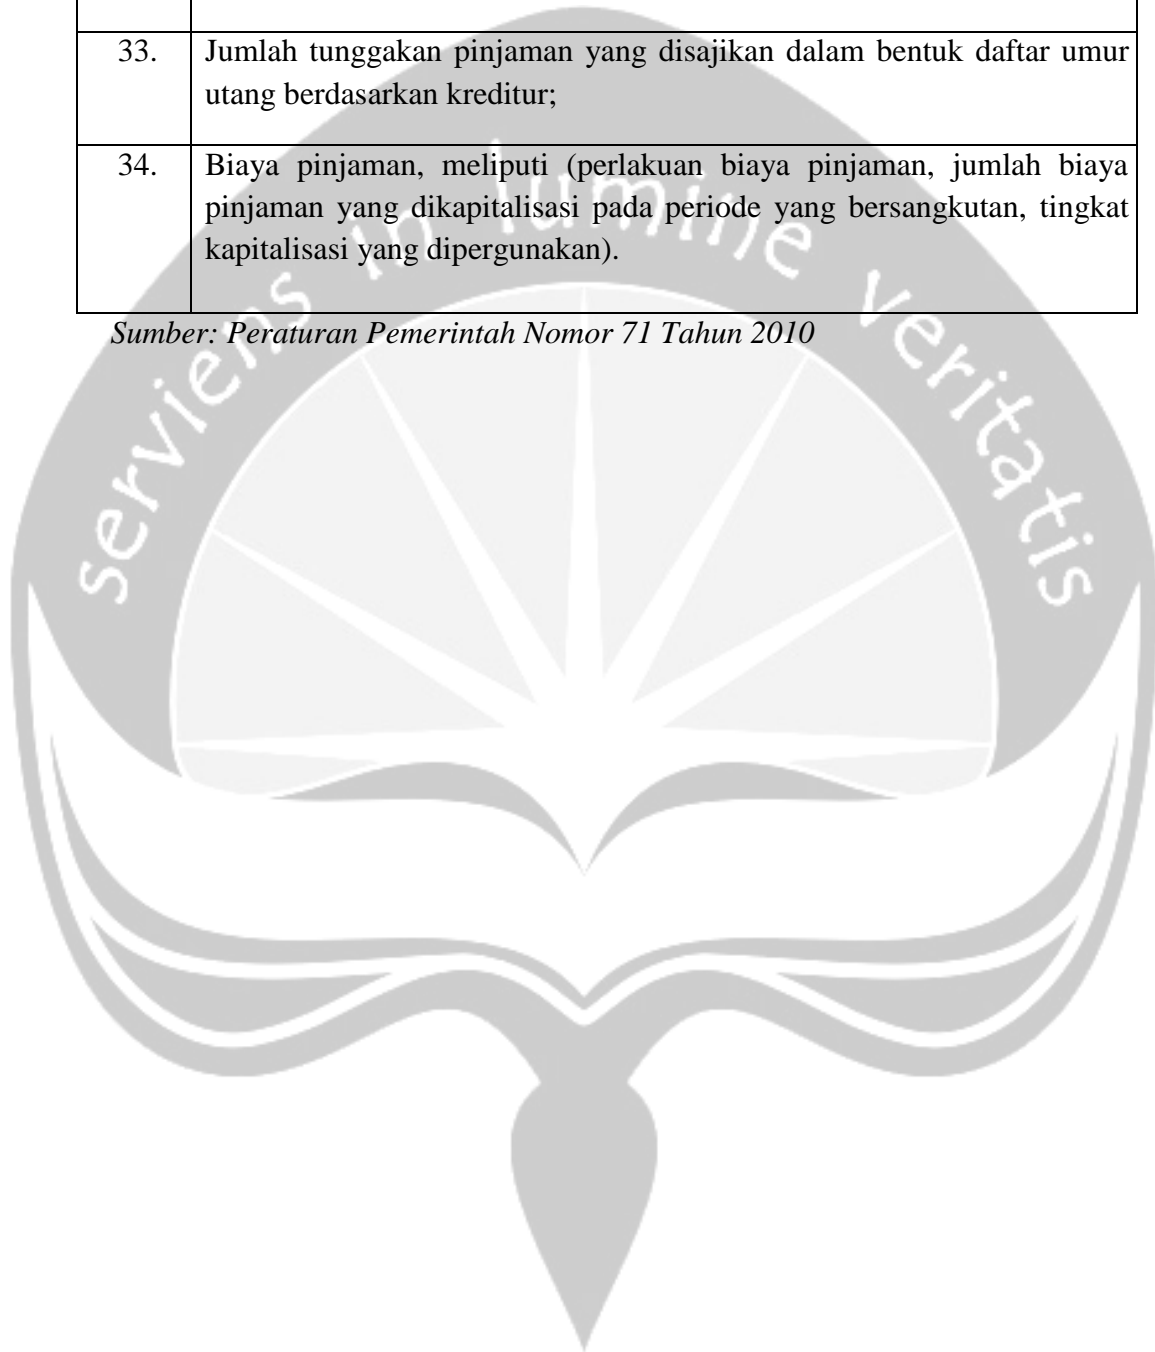 33. Jumlah tunggakan pinjaman yang disajikan dalam bentuk daftar umur
utang berdasarkan kreditur;
34. Biaya pinjaman, meliputi (perlakuan biaya pinjaman, jumlah biaya
pinjaman yang dikapitalisasi pada periode yang bersangkutan, tingkat
kapitalisasi yang dipergunakan).
Sumber: Peraturan Pemerintah Nomor 71 Tahun 2010
serviens in lumine veritatis